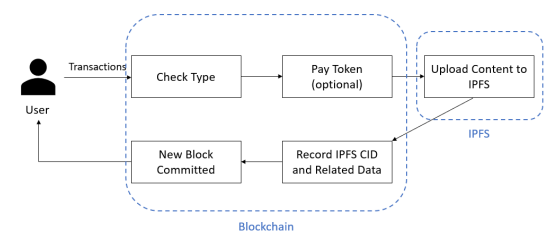 Transactions
Check Type
Pay Token
(optional)
Upload Content to
IPFS
User
IPFS
New Block
Committed
Record IPFS CID
and Related Data
Blockchain